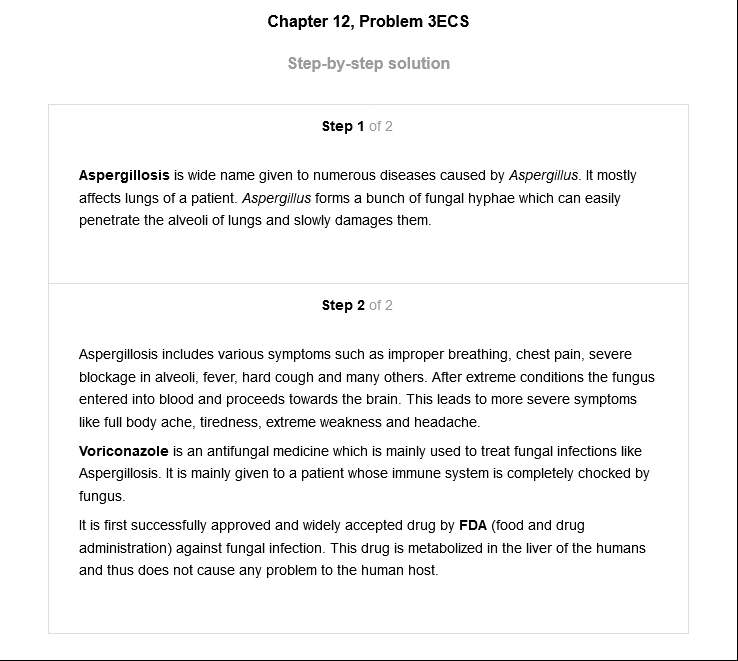 Chapter 12, Problem 3ECS
Step-by-step solution
Step 1 of 2
Aspergillosis is wide name given to numerous diseases caused by Aspergillus. It mostly
affects lungs of a patient. Aspergillus forms a bunch of fungal hyphae which can easily
penetrate the alveoli of lungs and slowly damages them.
Step 2 of 2
Aspergillosis includes various symptoms such as improper breathing, chest pain, severe
blockage in alveoli, fever, hard cough and many others. After extreme conditions the fungus
entered into blood and proceeds towards the brain. This leads to more severe symptoms
like full body ache, tiredness, extreme weakness and headache.
Voriconazole is an antifungal medicine which is mainly used to treat fungal infections like
Aspergillosis. It is mainly given to a patient whose immune system is completely chocked by
fungus.
It is first successfully approved and widely accepted drug by FDA (food and drug
administration) against fungal infection. This drug is metabolized in the liver of the humans
and thus does not cause any problem to the human host.